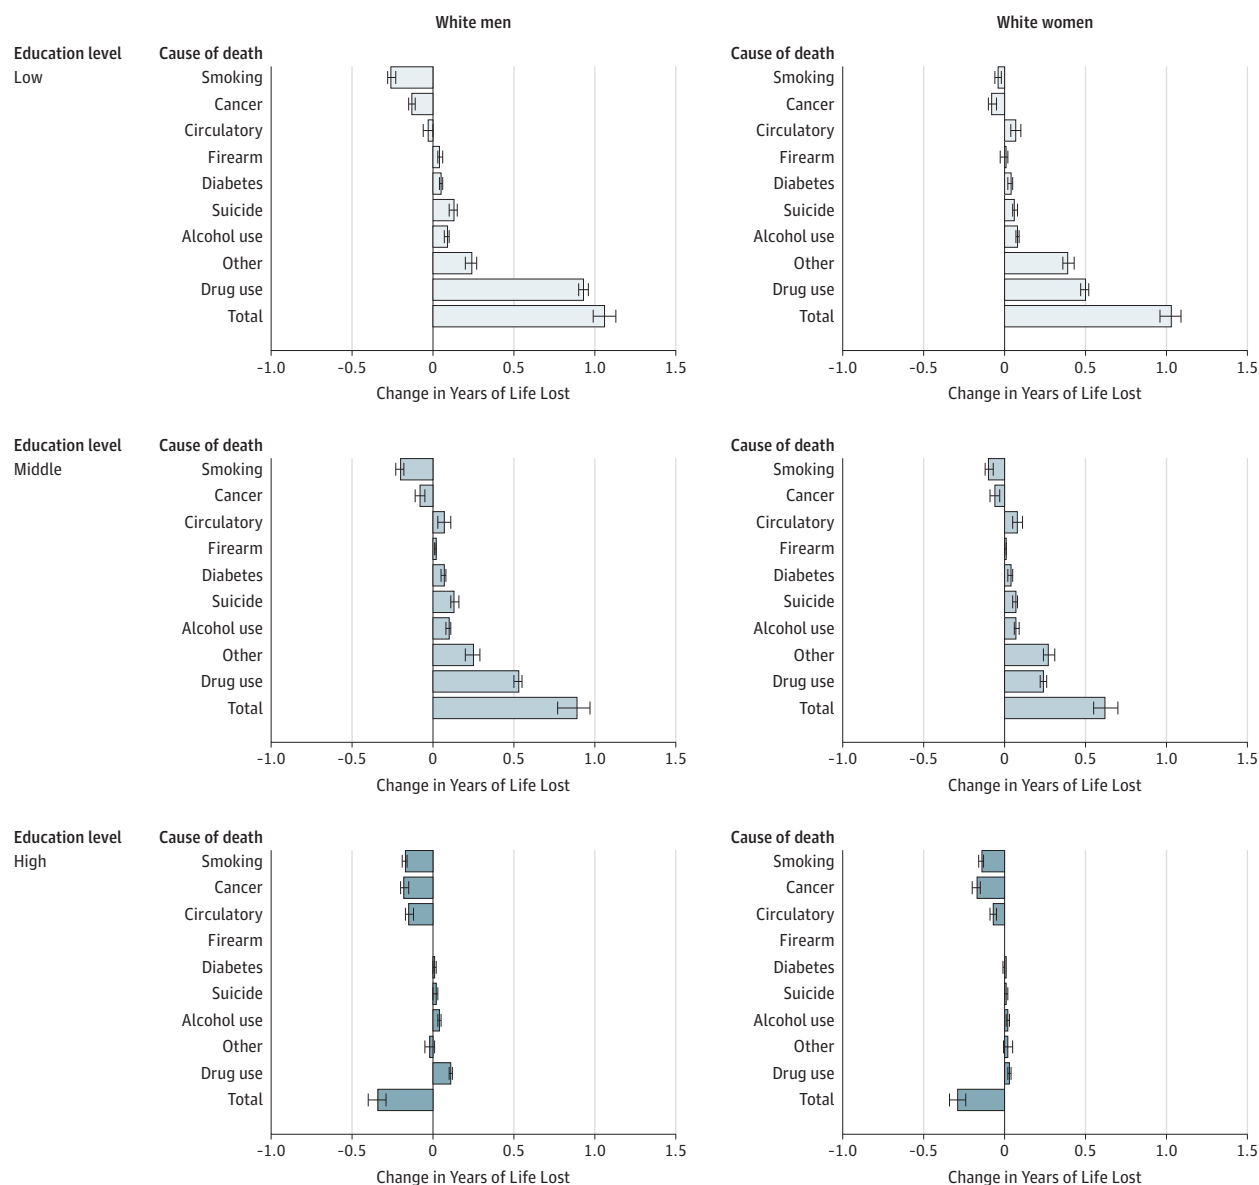 White men White women
Education level Cause of death Cause of death
Low Smoking Smoking
Cancer Cancer
Circulatory Circulatory
Firearm Firearm
Diabetes Diabetes
Suicide Suicide
Alcohol use Alcohol use
Other Other
Drug use Drug use
Total Total
-1.0 -0.5 0 0.5 1.0 1.5 -1.0 -0.5 0 0.5 1.0 1.5
Change in Years of Life Lost Change in Years of Life Lost
Education level Cause of death Cause of death
Middle Smoking Smoking
Cancer Cancer
Circulatory Circulatory
Firearm Firearm
Diabetes Diabetes
Suicide Suicide
Alcohol use Alcohol use
Other Other
Drug use Drug use
Total Total
-1.0 -0.5 0 0.5 1.0 1.5 -1.0 -0.5 0 0.5 1.0 1.5
Change in Years of Life Lost Change in Years of Life Lost
Education level Cause of death Cause of death
High Smoking Smoking
Cancer Cancer
Circulatory Circulatory
Firearm Firearm
Diabetes Diabetes
Suicide Suicide
Alcohol use Alcohol use
Other Other
Drug use Drug use
Total Total
-1.0 -0.5 0 0.5 1.0 1.5 -1.0 -0.5 0 0.5 1.0 1.5
Change in Years of Life Lost Change in Years of Life Lost